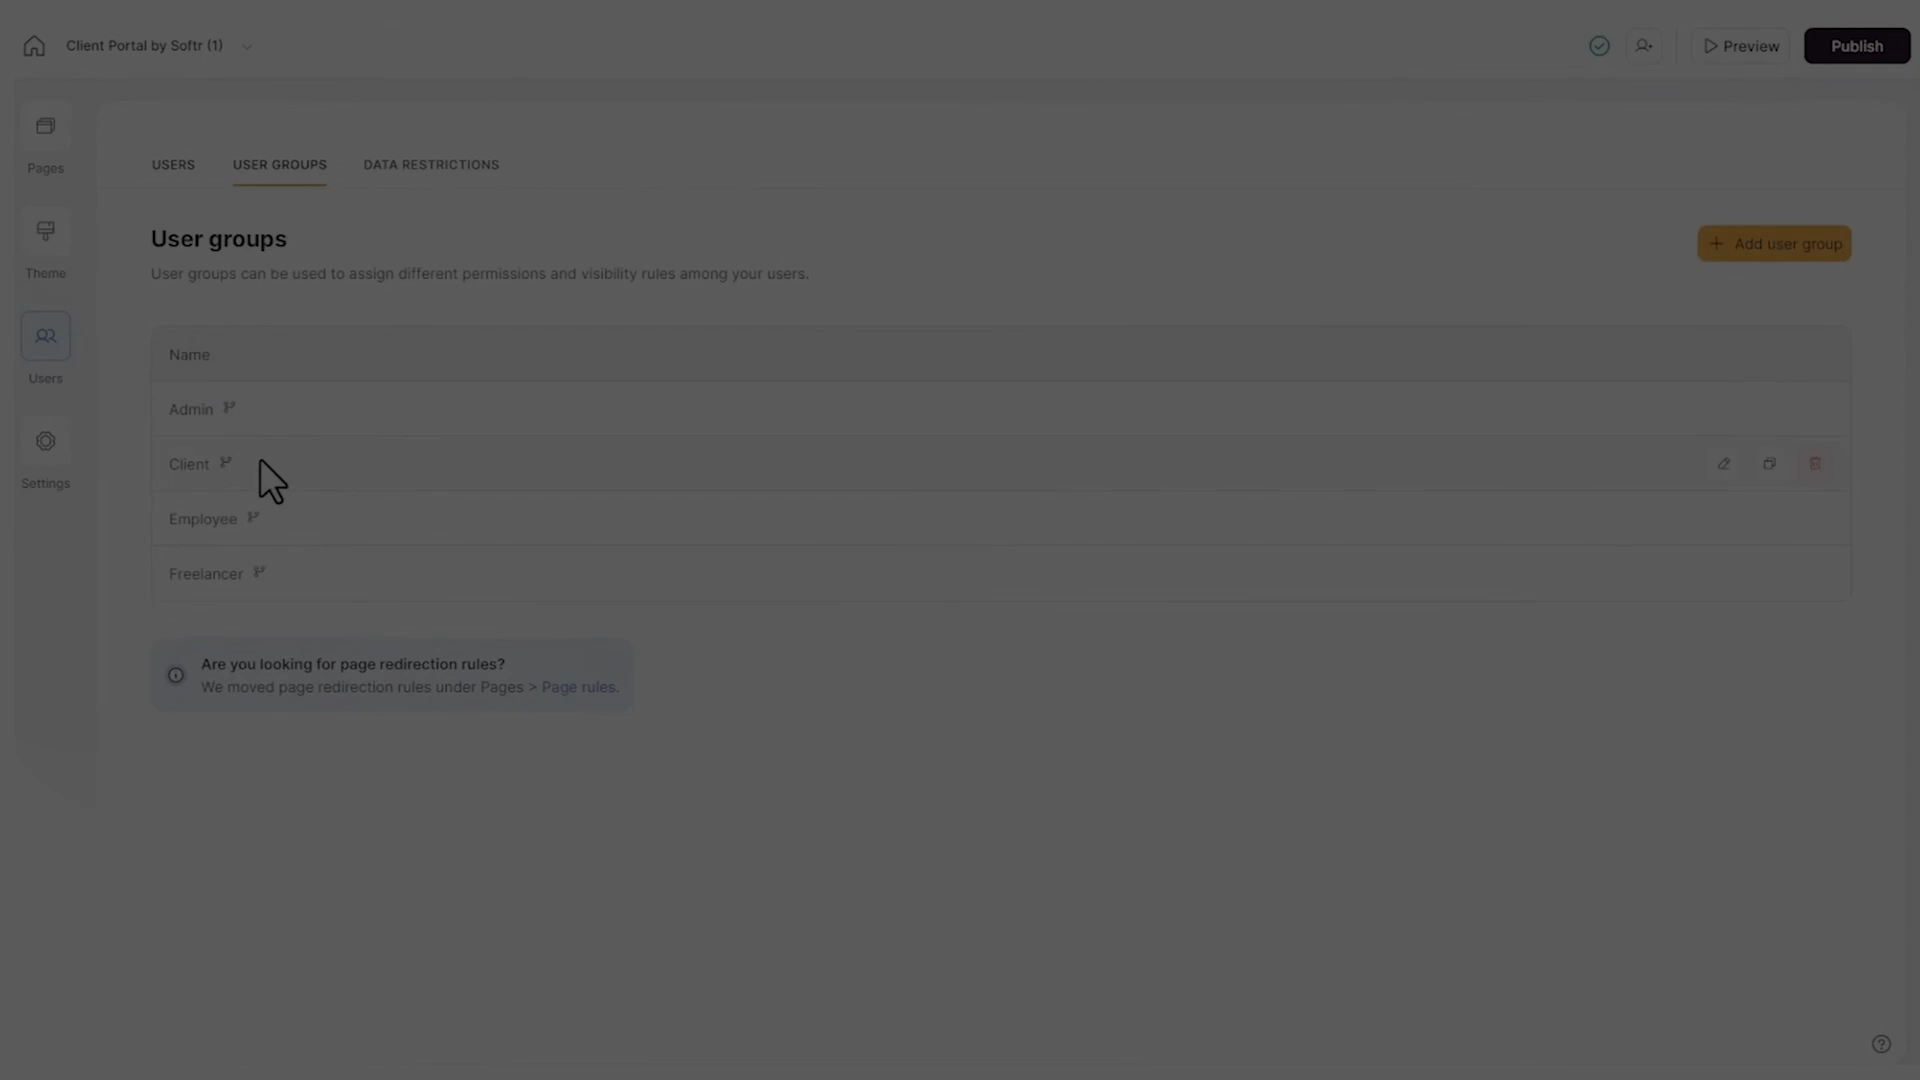 Client Portal by Softr (1)
Preview
Publish
Pages
Theme
Users
Settings
USERS
USER GROUPS
DATA RESTRICTIONS
User groups
User groups can be used to assign different permissions and visibility rules among your users.
+ Add user group
Name
Admin
Client
Employee
Freelancer
Are you looking for page redirection rules?
We moved page redirection rules under Pages > Page rules.